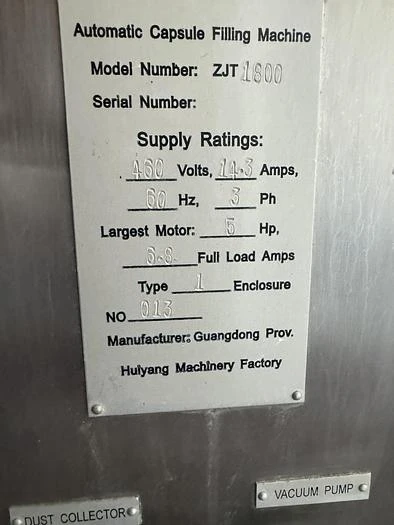 Automatic Capsule Filling Machine
Model Number: ZJT 1800
Serial Number:
Supply Ratings:
460 Volts, 14.3 Amps,
60 Hz, 3 Ph
Largest Motor: 5 Hp,
Full Load Amps
Type 1 Enclosure
NO 013
Manufacturer: Guangdong Prov.
Huiyang Machinery Factory
DUST COLLECTOR
VACUUM PUMP